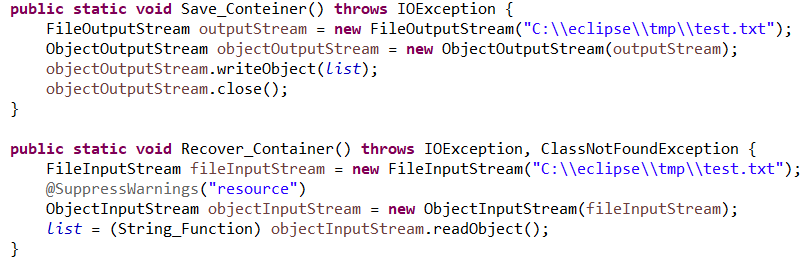 public static void Save_Conteiner() throws IOException {
FileOutputStream outputStream = new FileOutputStream("C:\\eclipse\\tmp\\test.txt");
ObjectOutputStream objectOutputStream = new ObjectOutputStream(outputStream);
objectOutputStream.writeObject(list);
objectOutputStream.close();
}
public static void Recover_Container() throws IOException, ClassNotFoundException {
FileInputStream fileInputStream = new FileInputStream("C:\\eclipse\\tmp\\test.txt");
@SuppressWarnings("resource")
ObjectInputStream objectInputStream = new ObjectInputStream(fileInputStream);
list = (String_Function) objectInputStream.readObject();
}